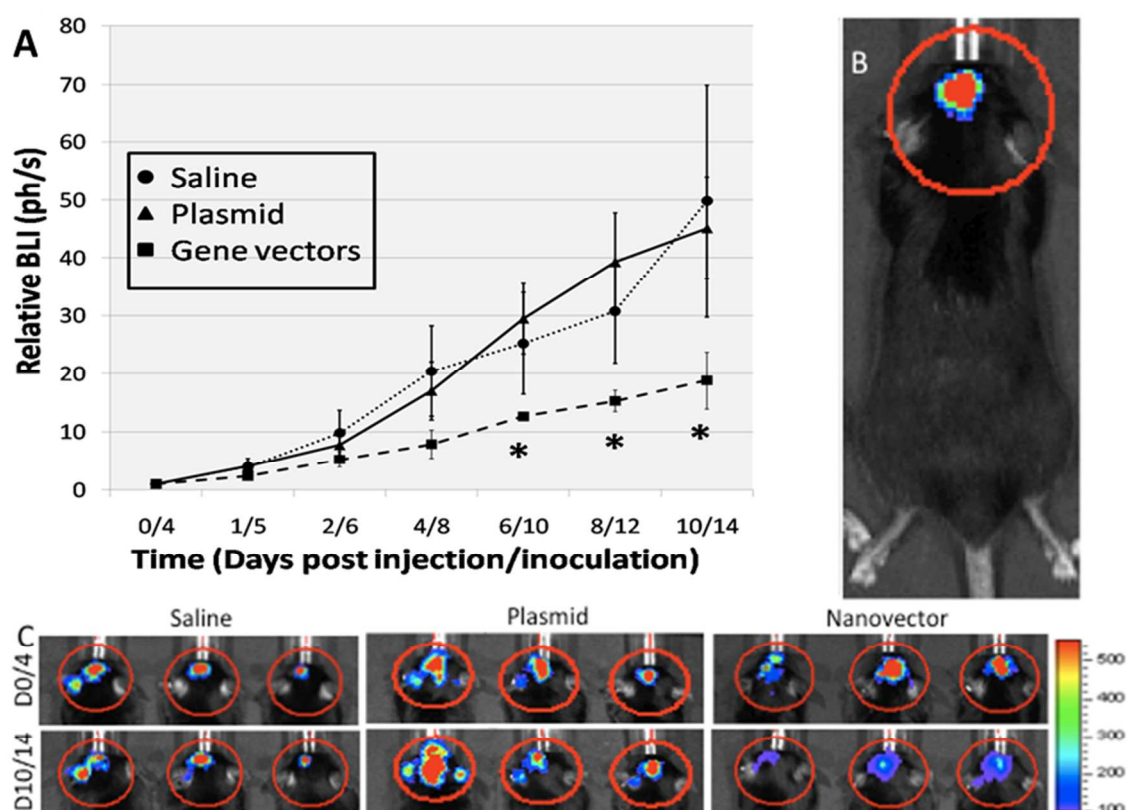 A
80
70
60
50
40
30
20
10
0
Relative BLI (ph/s)
Saline
Plasmid
Gene vectors
* * *
0/4 1/5 2/6 4/8 6/10 8/12 10/14
Time (Days post injection/inoculation)
B
C
Saline Plasmid Nanovector
D0/4
D10/14
500
400
300
200
100